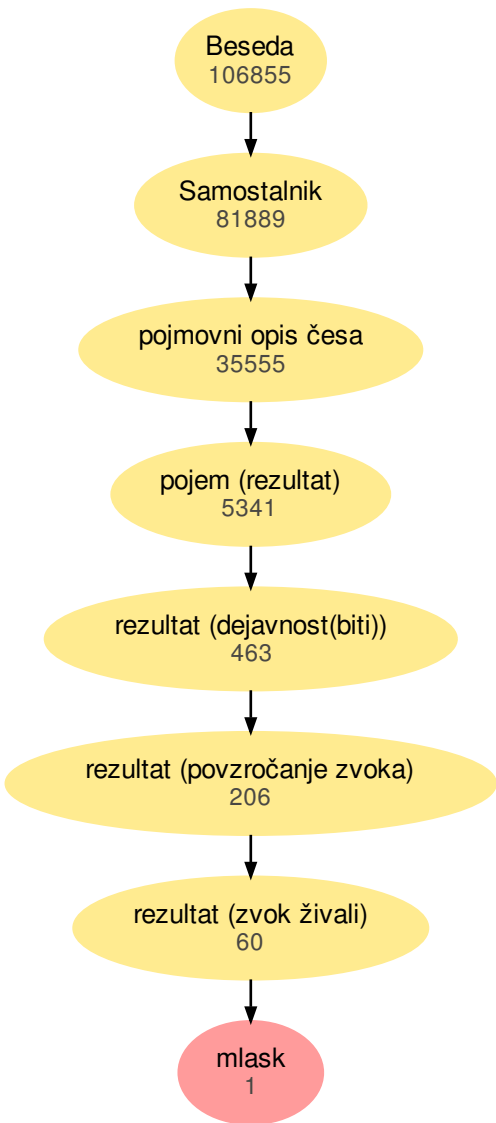 Beseda
106855
Samostalnik
81889
pojmovni opis česa
35555
pojem (rezultat)
5341
rezultat (dejavnost(biti))
463
rezultat (povzročanje zvoka)
206
rezultat (zvok živali)
60
mlask
1